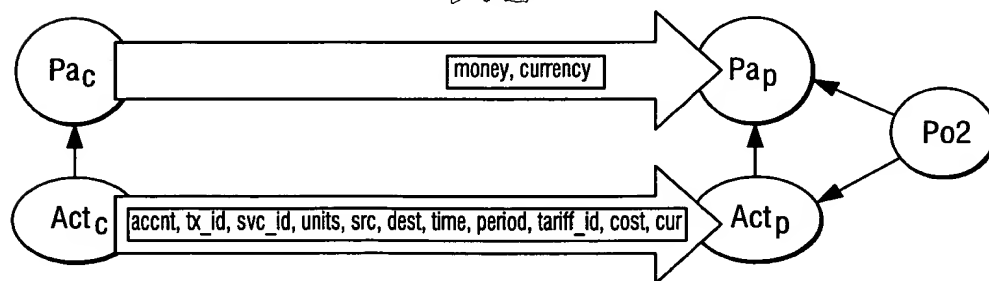 Pac
money, currency
Pap
Po2
Actc
accnt, tx_id, svc_id, units, src, dest, time, period, tariff_id, cost, cur
Actp